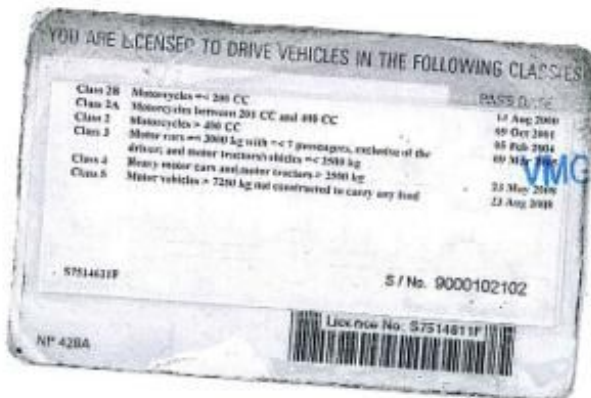 YOU ARE LICENSED TO DRIVE VEHICLES IN THE FOLLOWING CLASSES
PASS DATE
Class 2B Motorcycles =< 200 CC 14 Aug 2000
Class 2A Motorcycles between 201 CC and 400 CC 09 Oct 2001
Class 2 Motorcycles > 400 CC 05 Feb 2004
Class 3 Motor cars =< 3000 kg with =< 7 passengers, exclusive of the 09 Mar
driver; and motor tractors/vehicles =< 2500 kg
Class 4 Heavy motor cars and motor tractors > 2500 kg 23 May
Class 5 Motor vehicles > 7250 kg not constructed to carry any load 23 Aug
VMG
S7514611F
S / No. 9000102102
Licence No: S7514611F
NP 428A